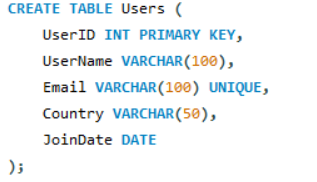 CREATE TABLE Users (
    UserID INT PRIMARY KEY,
    UserName VARCHAR(100),
    Email VARCHAR(100) UNIQUE,
    Country VARCHAR(50),
    JoinDate DATE
);